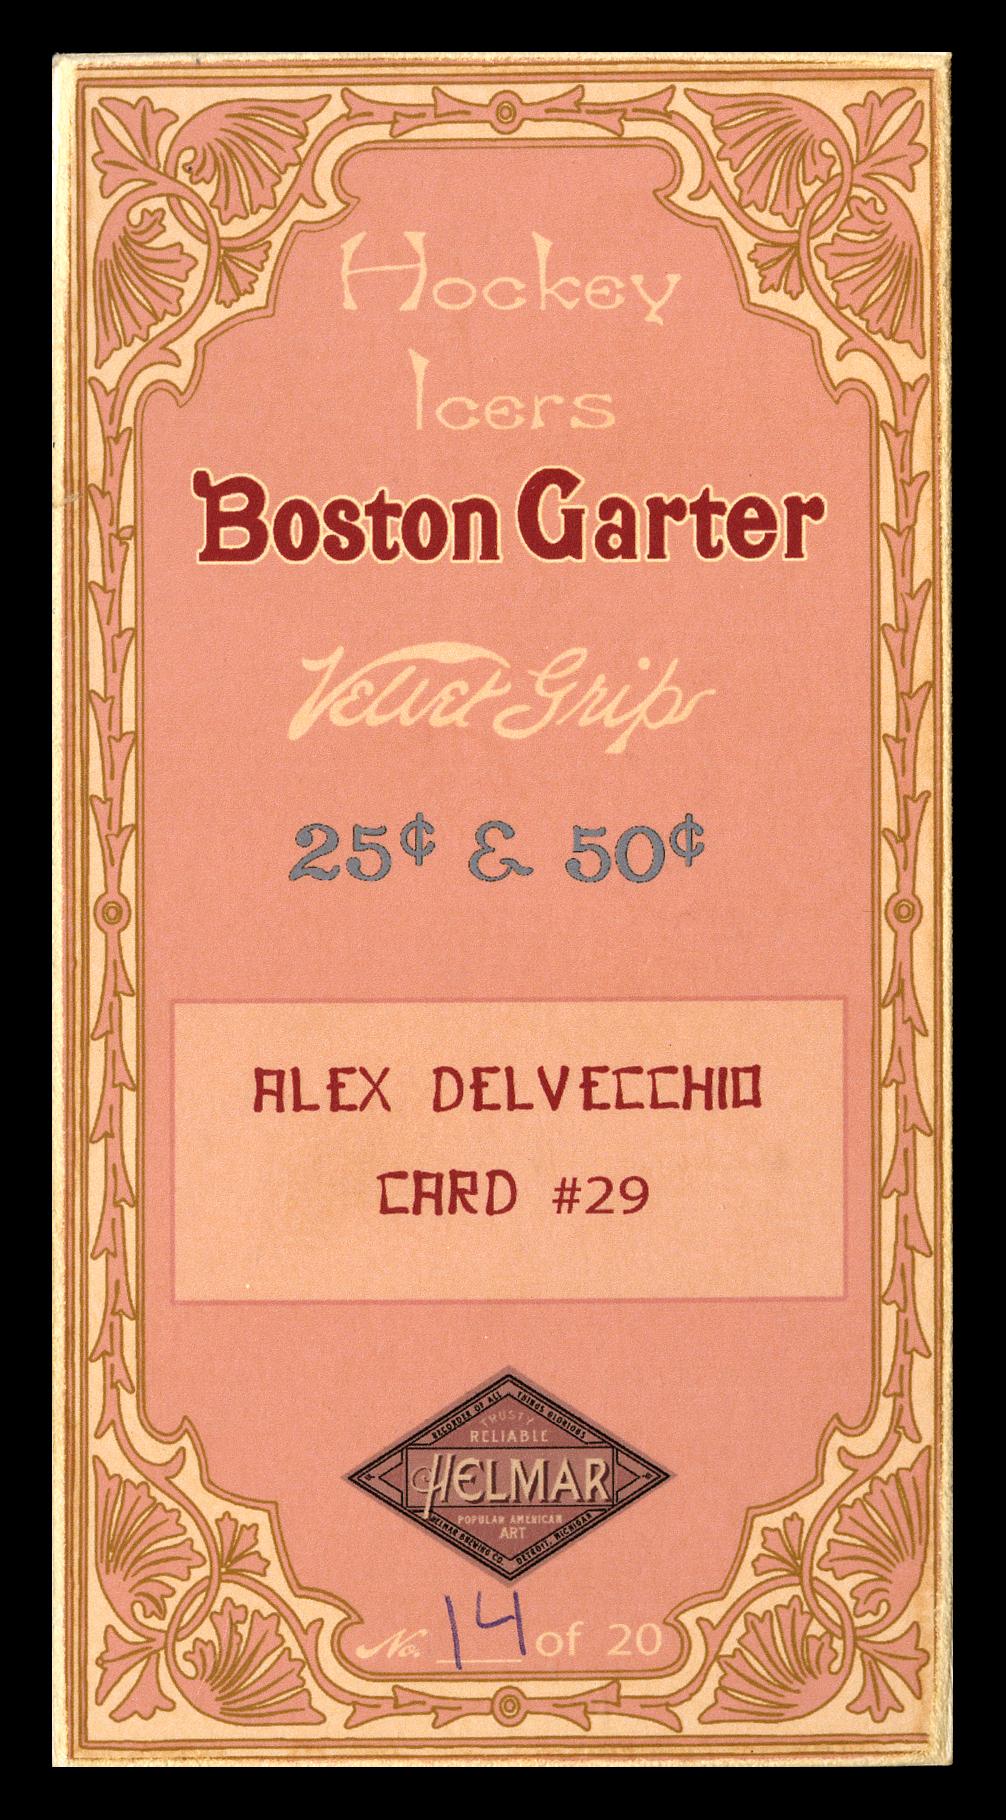 Hockey
Icers
Boston Garter
Velvet Grip
25¢ & 50¢
ALEX DELVECCHIO
CARD #29
RECORDER OF ALL THINGS GLORIOUS
TRUSTY
RELIABLE
HELMAR
POPULAR AMERICAN
ART
HELMAR BREWING CO. DETROIT, MICHIGAN
No. 14 of 20